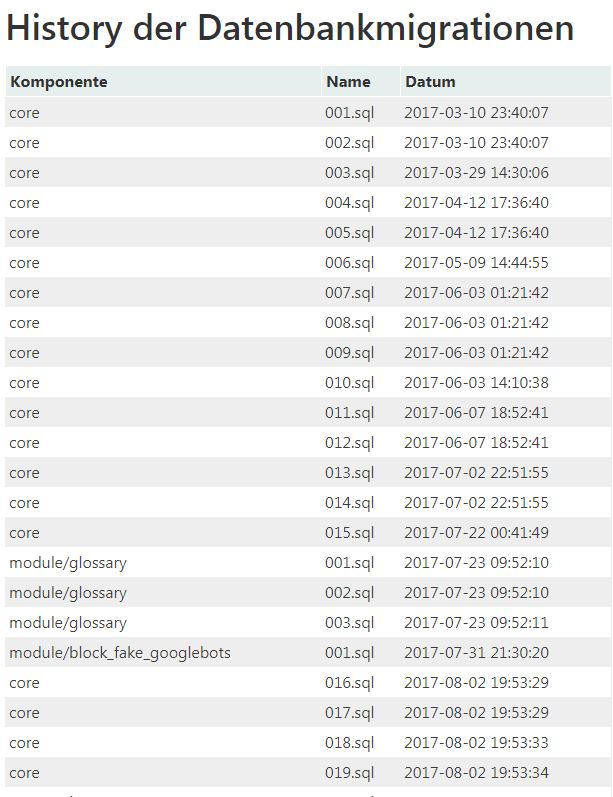 History der Datenbankmigrationen
Komponente Name Datum
core 001.sql 2017-03-10 23:40:07
core 002.sql 2017-03-10 23:40:07
core 003.sql 2017-03-29 14:30:06
core 004.sql 2017-04-12 17:36:40
core 005.sql 2017-04-12 17:36:40
core 006.sql 2017-05-09 14:44:55
core 007.sql 2017-06-03 01:21:42
core 008.sql 2017-06-03 01:21:42
core 009.sql 2017-06-03 01:21:42
core 010.sql 2017-06-03 14:10:38
core 011.sql 2017-06-07 18:52:41
core 012.sql 2017-06-07 18:52:41
core 013.sql 2017-07-02 22:51:55
core 014.sql 2017-07-02 22:51:55
core 015.sql 2017-07-22 00:41:49
module/glossary 001.sql 2017-07-23 09:52:10
module/glossary 002.sql 2017-07-23 09:52:10
module/glossary 003.sql 2017-07-23 09:52:11
module/block_fake_googlebots 001.sql 2017-07-31 21:30:20
core 016.sql 2017-08-02 19:53:29
core 017.sql 2017-08-02 19:53:29
core 018.sql 2017-08-02 19:53:33
core 019.sql 2017-08-02 19:53:34